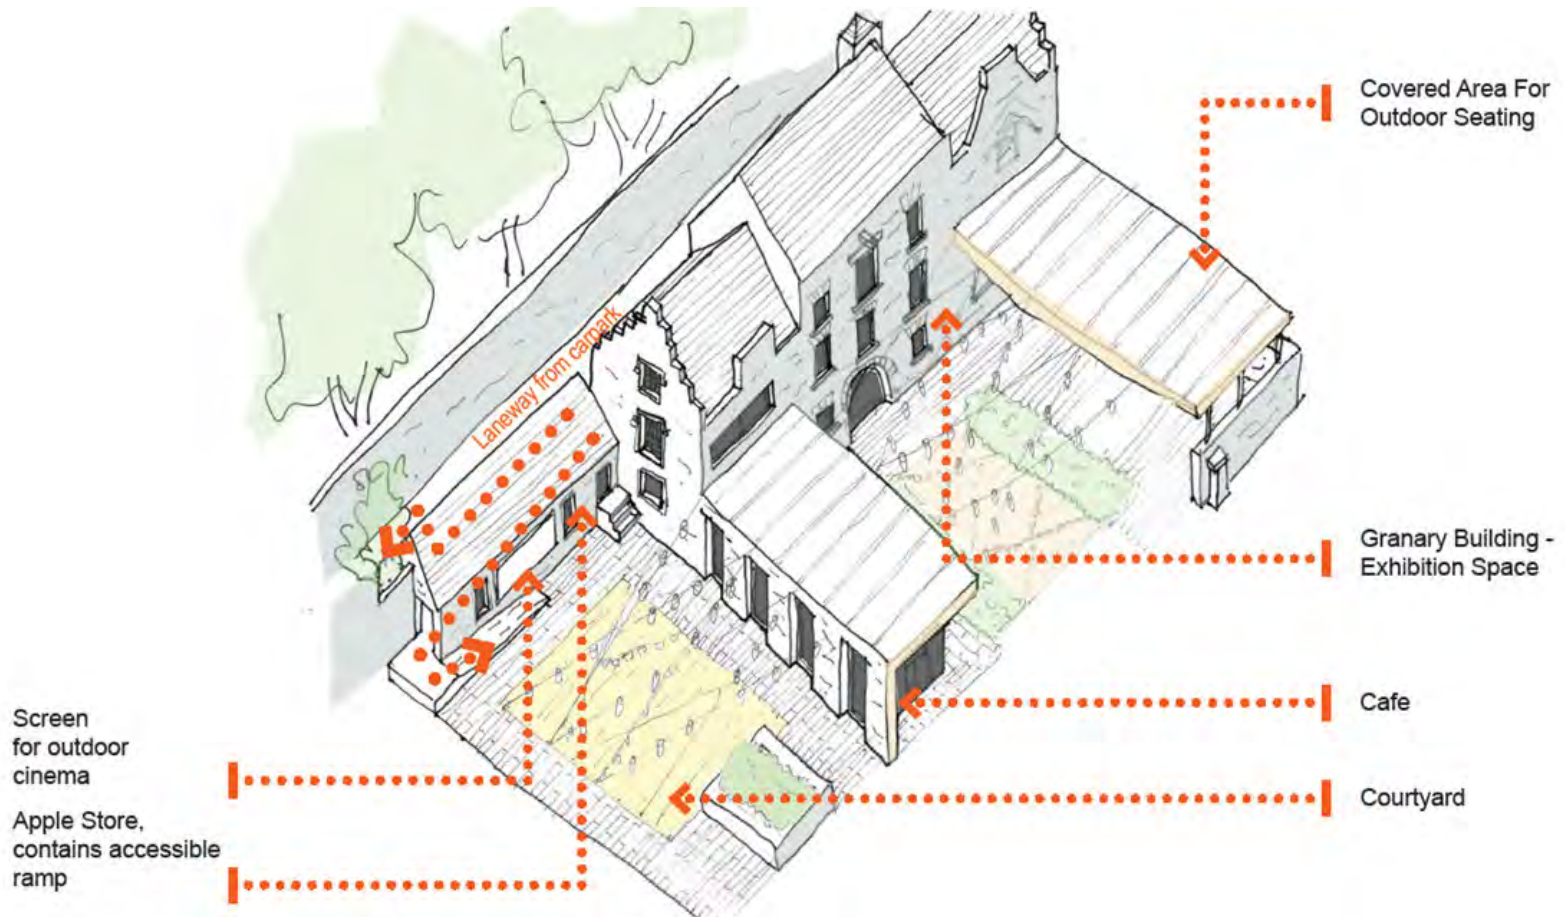 Covered Area For
Outdoor Seating
Laneway from carpark
Granary Building -
Exhibition Space
Cafe
Screen
for outdoor
cinema
Courtyard
Apple Store,
contains accessible
ramp